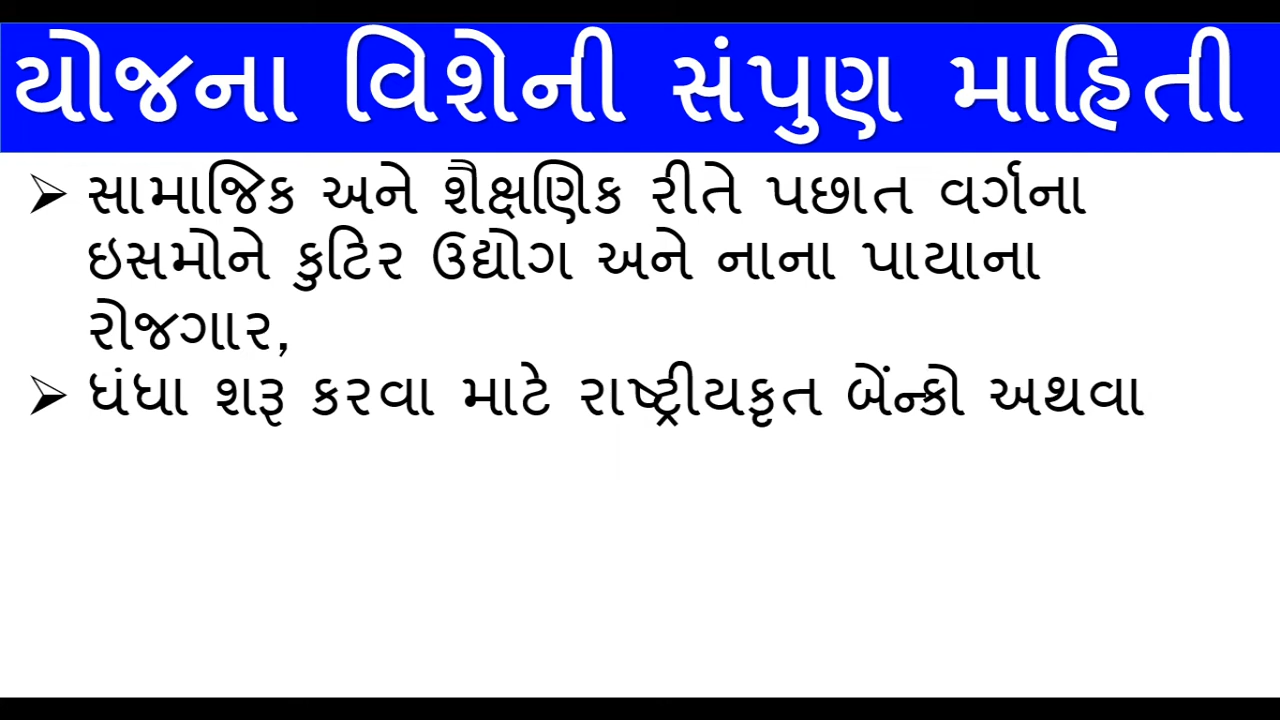 યોજના વિશેની સંપુણ માહિતી
➢ સામાજિક અને શૈક્ષણિક રીતે પછાત વર્ગના
ઇસમોને કુટિર ઉદ્યોગ અને નાના પાયાના
રોજગાર,
➢ ધંધા શરૂ કરવા માટે રાષ્ટ્રીયકૃત બેંન્કો અથવા